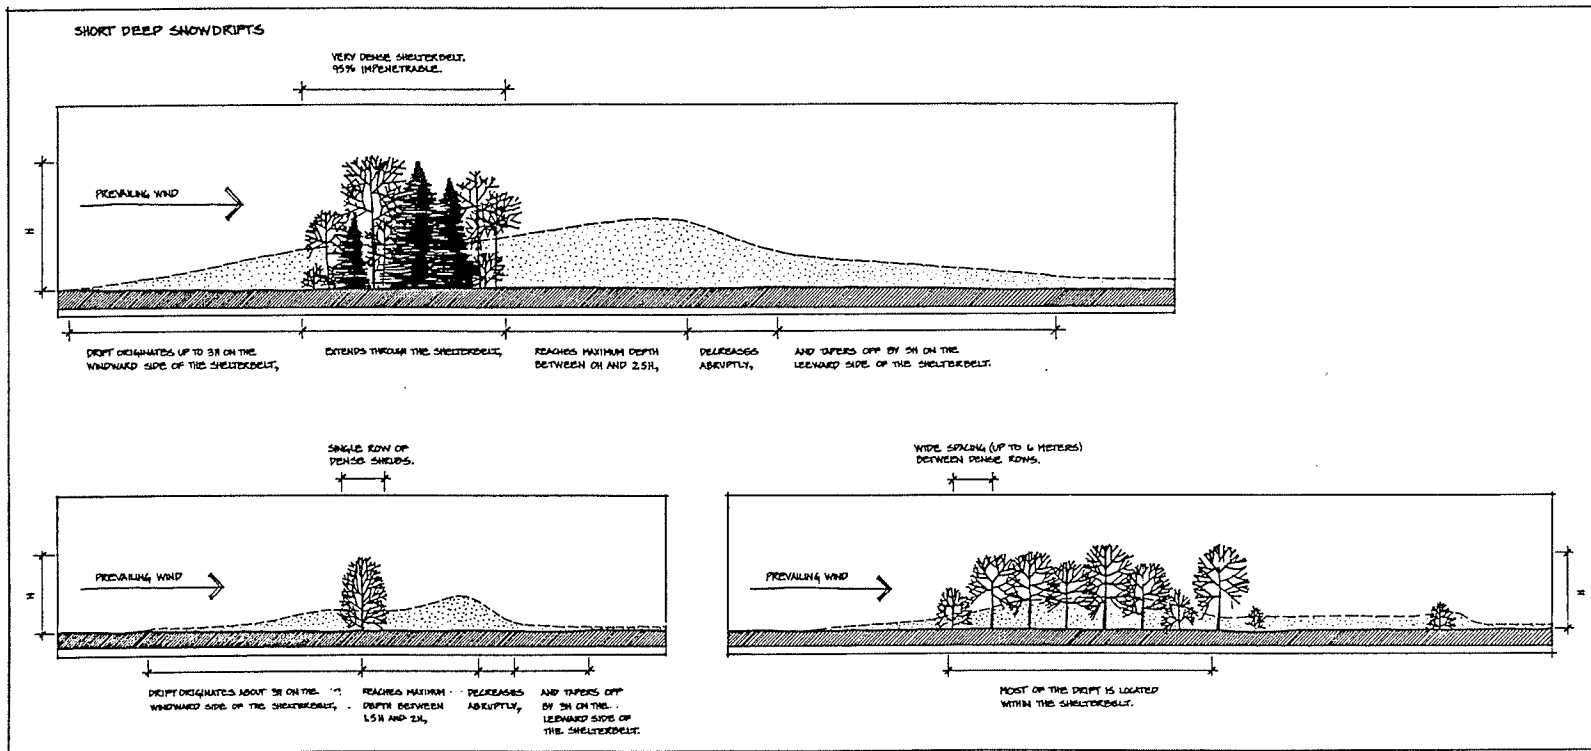 SHORT DEEP SNOWDRIFTS
VERY DENSE SHELTERBELT.
95% IMPENETRABLE.
PREVAILING WIND
H
DRIFT ORIGINATES UP TO 3H ON THE
WINDWARD SIDE OF THE SHELTERBELT,
EXTENDS THROUGH THE SHELTERBELT,
REACHES MAXIMUM DEPTH
BETWEEN 0H AND 2.5H,
DECREASES
ABRUPTLY,
AND TAPERS OFF BY 5H ON THE
LEEWARD SIDE OF THE SHELTERBELT.
SINGLE ROW OF
DENSE SHRUBS.
PREVAILING WIND
H
DRIFT ORIGINATES ABOUT 3H ON THE
WINDWARD SIDE OF THE SHELTERBELT,
REACHES MAXIMUM
DEPTH BETWEEN
1.5H AND 2H,
DECREASES
ABRUPTLY,
AND TAPERS OFF
BY 3H ON THE
LEEWARD SIDE OF
THE SHELTERBELT.
WIDE SPACING (UP TO 6 METERS)
BETWEEN DENSE ROWS.
PREVAILING WIND
H
MOST OF THE DRIFT IS LOCATED
WITHIN THE SHELTERBELT.